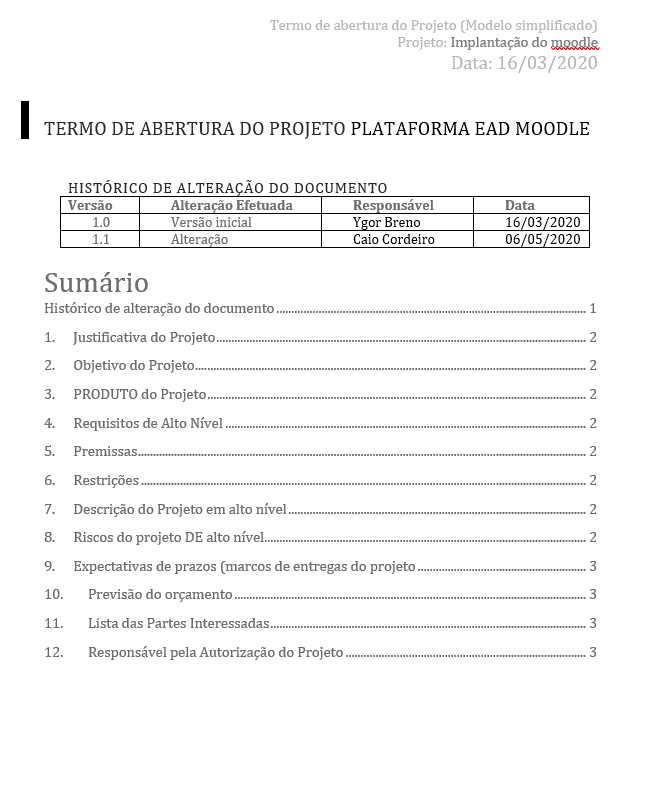 Termo de abertura do Projeto (Modelo simplificado)
Projeto: Implantação do moodle
Data: 16/03/2020
TERMO DE ABERTURA DO PROJETO PLATAFORMA EAD MOODLE
HISTÓRICO DE ALTERAÇÃO DO DOCUMENTO
Versão Alteração Efetuada Responsável Data
1.0 Versão inicial Ygor Breno 16/03/2020
1.1 Alteração Caio Cordeiro 06/05/2020
Sumário
Histórico de alteração do documento 1
1. Justificativa do Projeto 2
2. Objetivo do Projeto 2
3. PRODUTO do Projeto 2
4. Requisitos de Alto Nível 2
5. Premissas 2
6. Restrições 2
7. Descrição do Projeto em alto nível 2
8. Riscos do projeto DE alto nível 2
9. Expectativas de prazos (marcos de entregas do projeto 3
10. Previsão do orçamento 3
11. Lista das Partes Interessadas 3
12. Responsável pela Autorização do Projeto 3